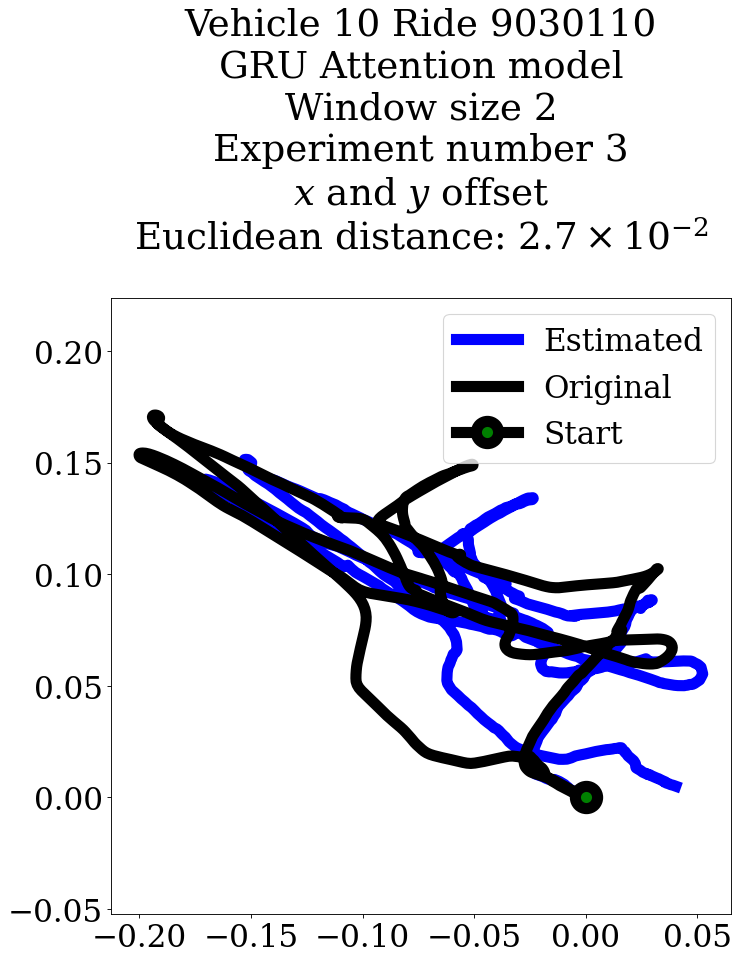 Vehicle 10 Ride 9030110
GRU Attention model
Window size 2
Experiment number 3
x and y offset
Euclidean distance: 2.7 × 10⁻²
Estimated
Original
Start
0.20
0.15
0.10
0.05
0.00
−0.05
−0.20 −0.15 −0.10 −0.05 0.00 0.05